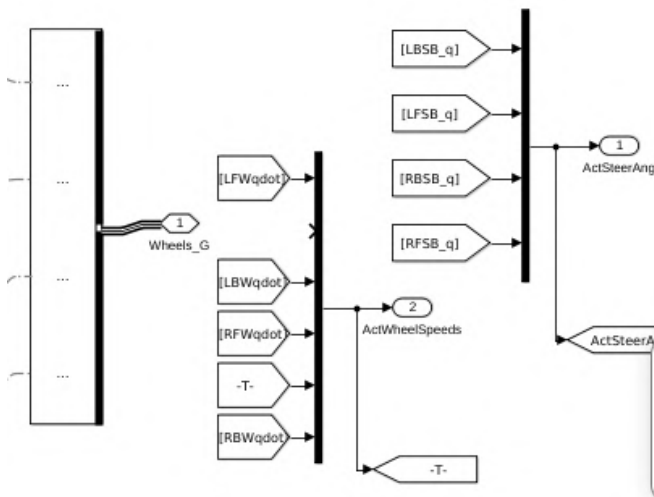 ...
...
...
...
1
Wheels_G
[LFWqdot]
[LBWqdot]
[RFWqdot]
-T-
[RBWqdot
2
ActWheelSpeeds
-T-
[LBSB_q]
[LFSB_q]
[RBSB_q]
[RFSB_q]
1
ActSteerAng
ActSteerA